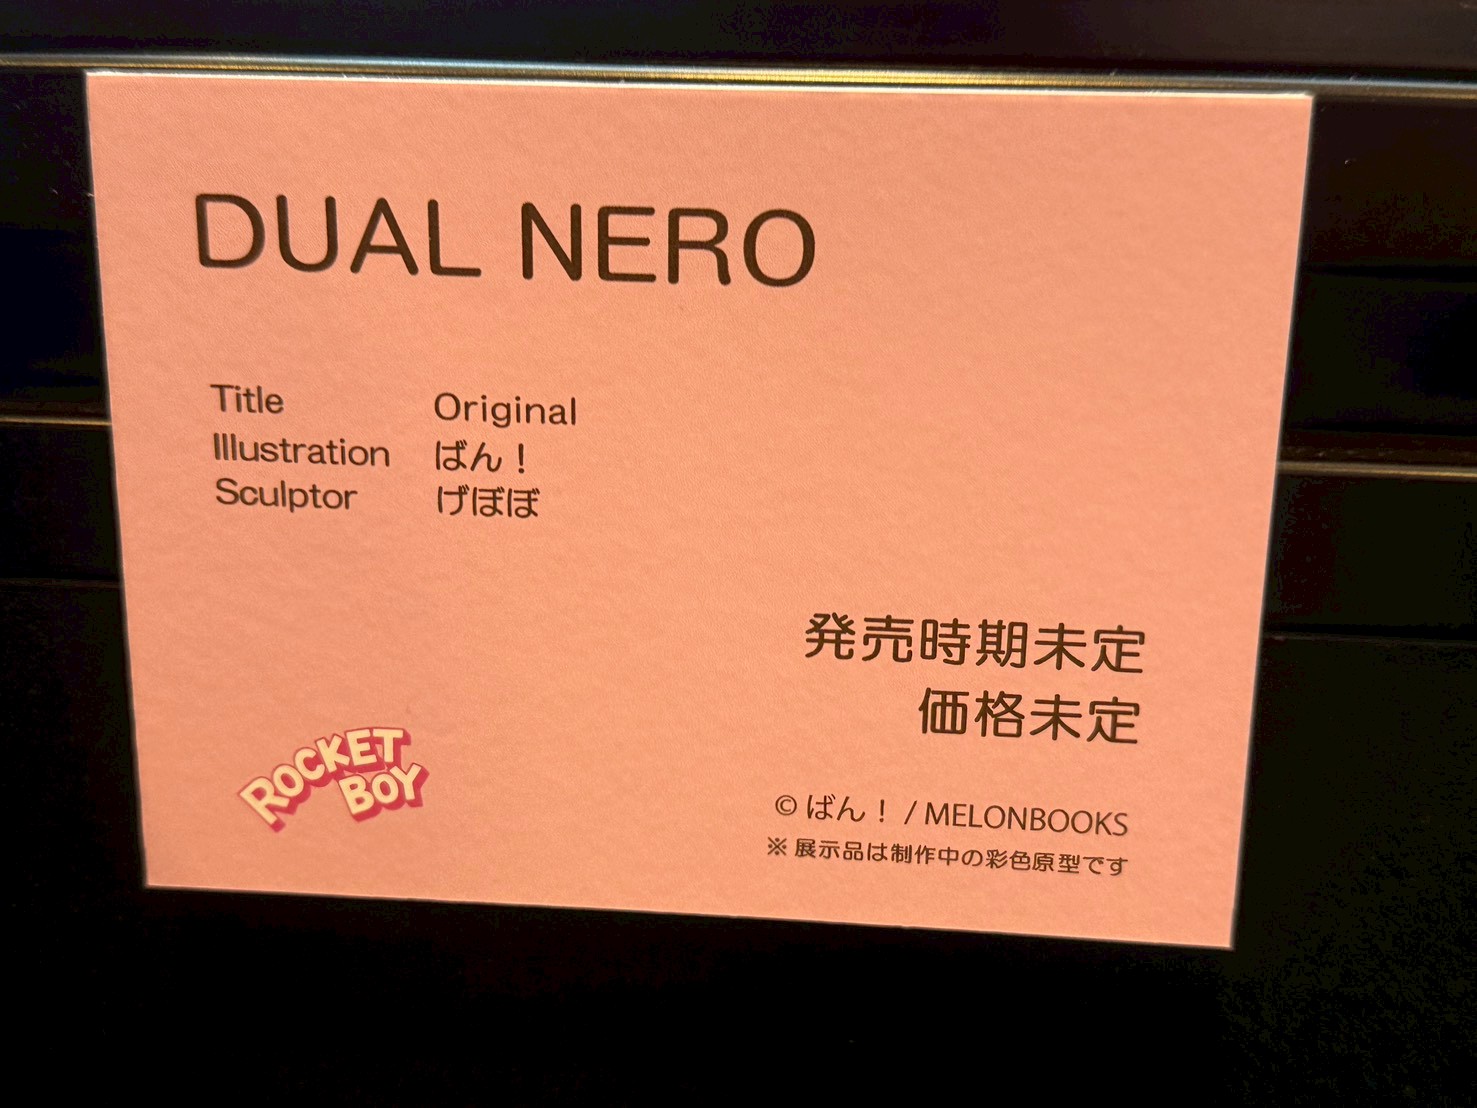 DUAL NERO
Title Original
Illustration ばん！
Sculptor げぼぼ
発売時期未定
価格未定
ROCKET
BOY
© ばん！ / MELONBOOKS
※ 展示品は制作中の彩色原型です